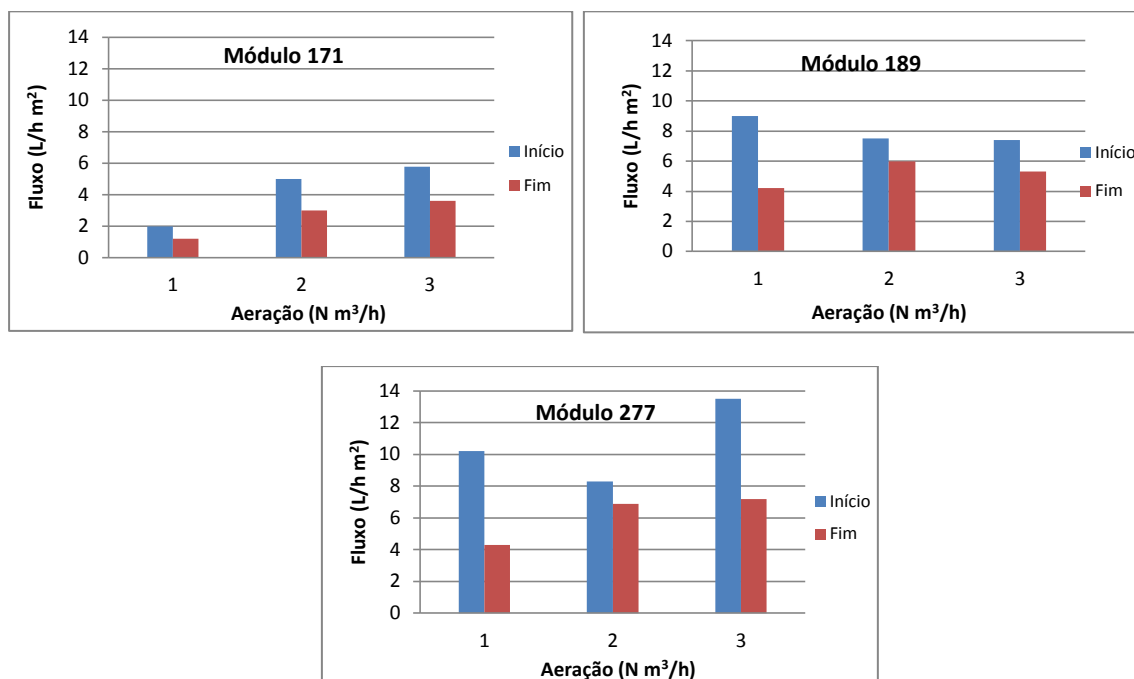 Módulo 171
Fluxo (L/h m²)
14
12
10
8
6
4
2
0
1 2 3
Aeração (N m³/h)
Início
Fim
Módulo 189
Fluxo (L/h m²)
14
12
10
8
6
4
2
0
1 2 3
Aeração (N m³/h)
Início
Fim
Módulo 277
Fluxo (L/h m²)
14
12
10
8
6
4
2
0
1 2 3
Aeração (N m³/h)
Início
Fim